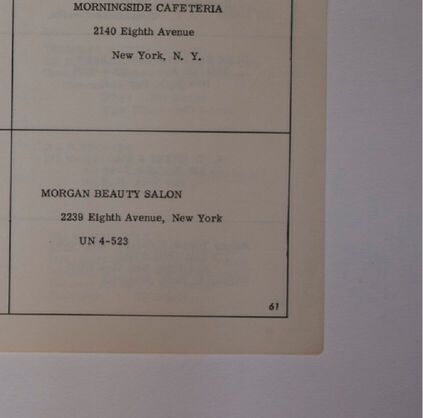 MORNINGSIDE CAFETERIA
2140 Eighth Avenue
New York, N. Y.
MORGAN BEAUTY SALON
2239 Eighth Avenue, New York
UN 4-523
61